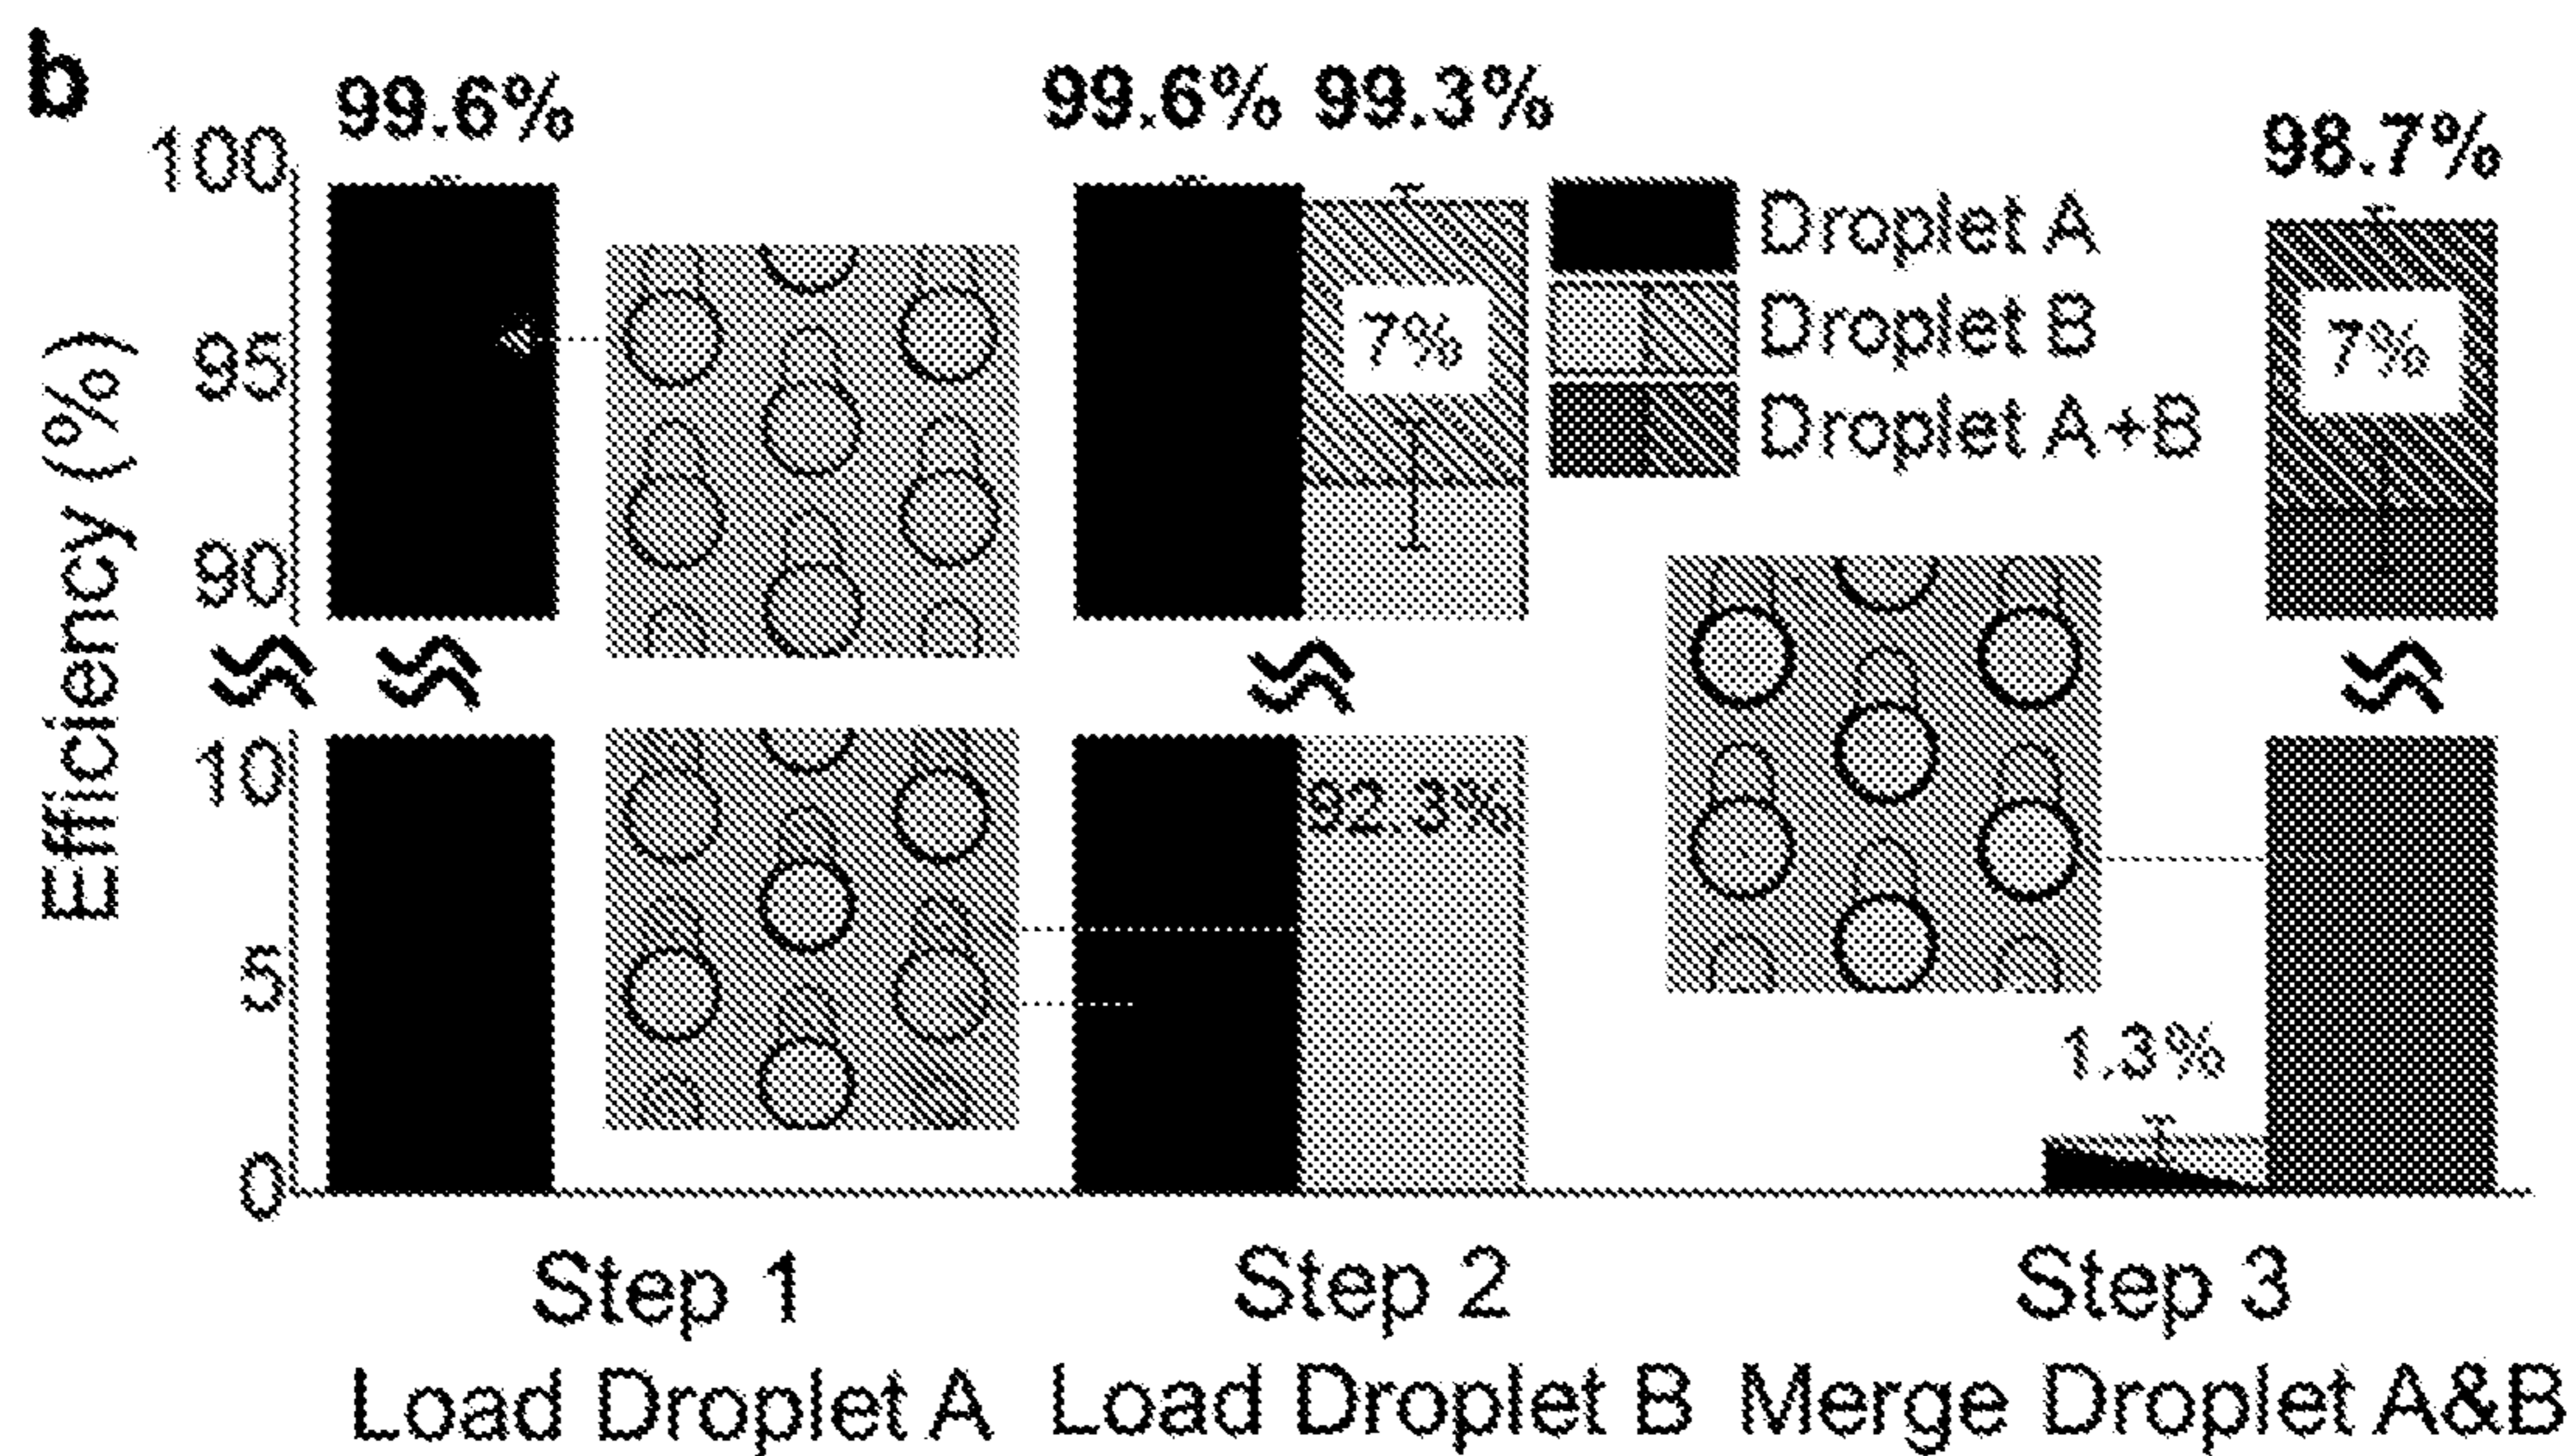 b
99.6%
99.6% 99.3%
98.7%
100
95
90
10
5
0
Efficiency (%)
7%
Droplet A
Droplet B
Droplet A+B
7%
92.3%
1.3%
Step 1
Load Droplet A
Step 2
Load Droplet B
Step 3
Merge Droplet A&B